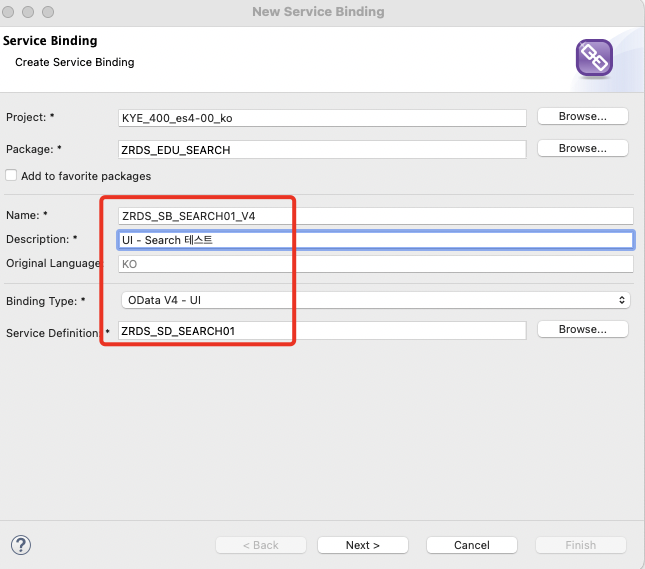 New Service Binding
Service Binding
Create Service Binding
Project: * KYE_400_es4-00_ko Browse...
Package: * ZRDS_EDU_SEARCH Browse...
Add to favorite packages
Name: * ZRDS_SB_SEARCH01_V4
Description: * UI - Search 테스트
Original Language KO
Binding Type: * OData V4 - UI
Service Definition: * ZRDS_SD_SEARCH01 Browse...
? < Back Next > Cancel Finish